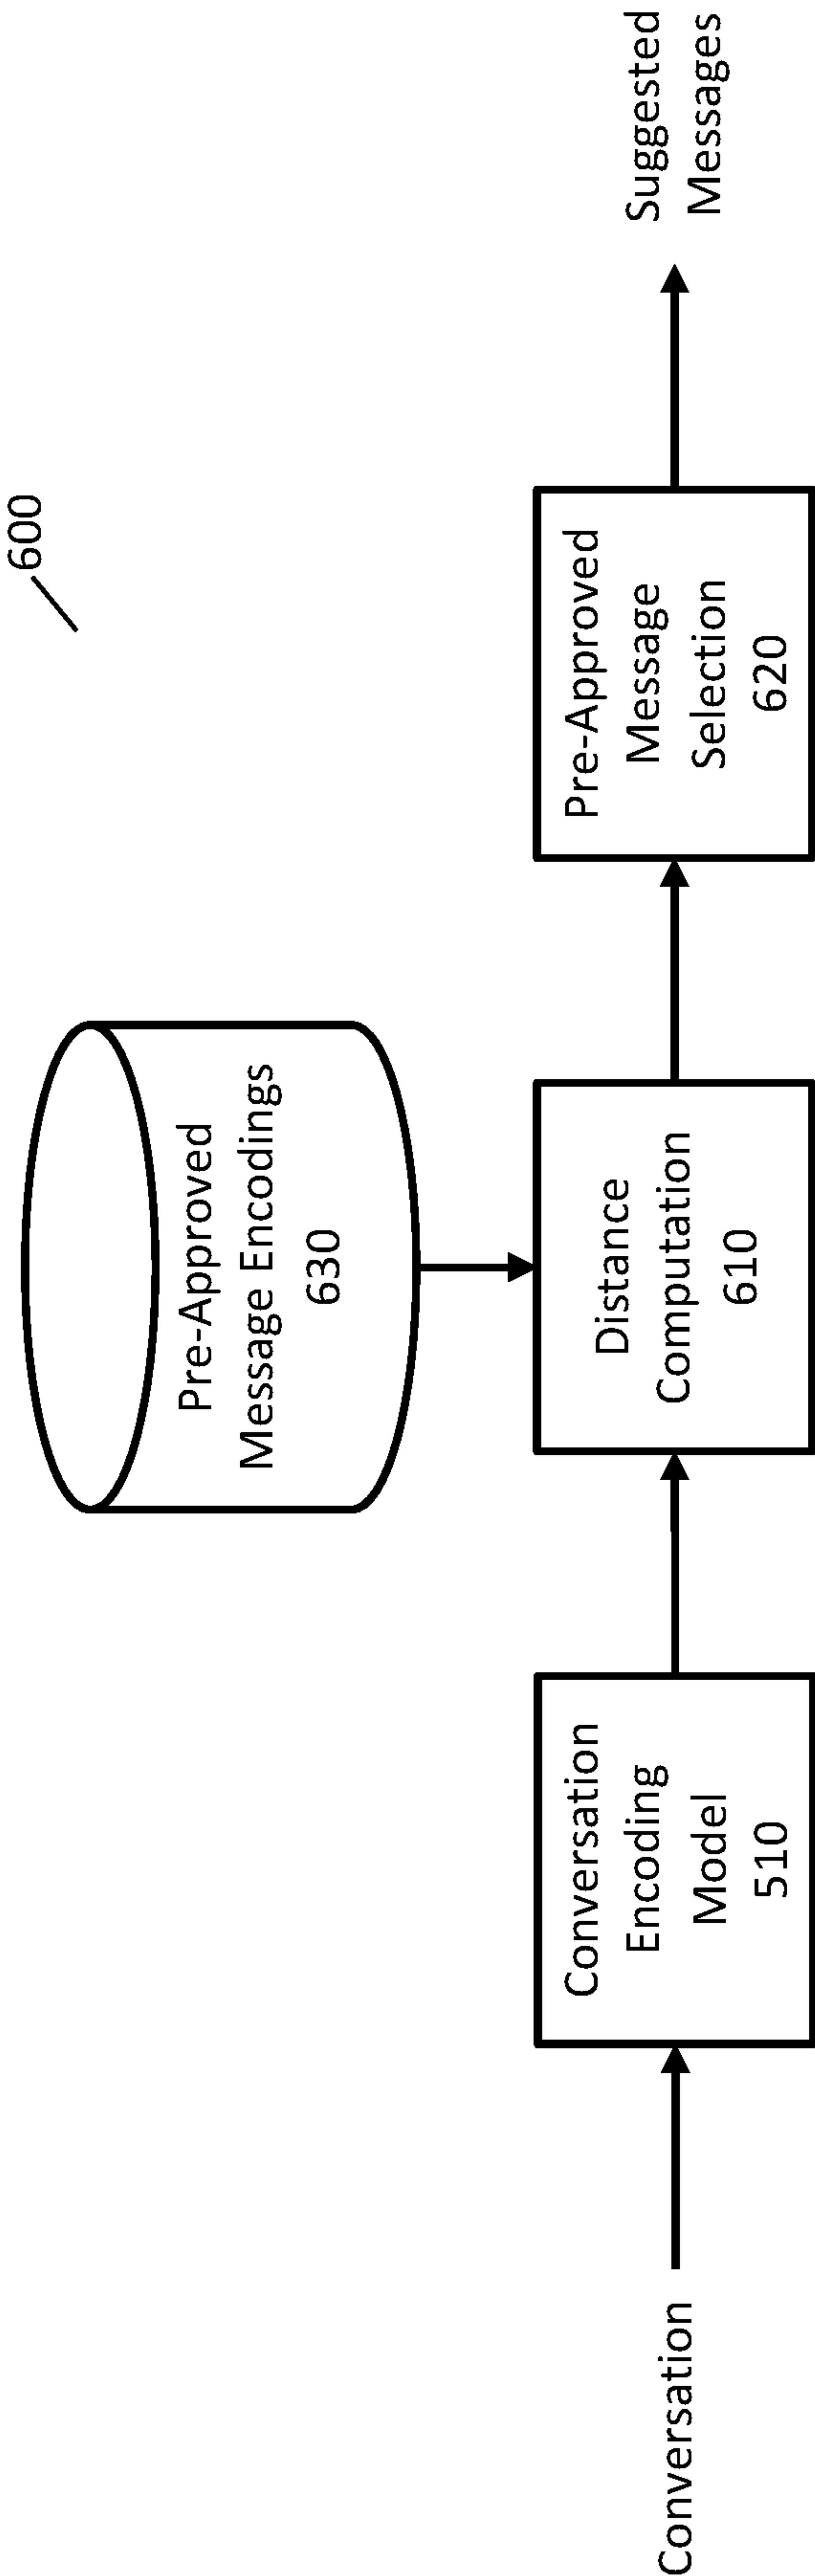 600
Pre-Approved
Message Encodings
630
Conversation
Conversation
Encoding
Model
510
Distance
Computation
610
Pre-Approved
Message
Selection
620
Suggested
Messages